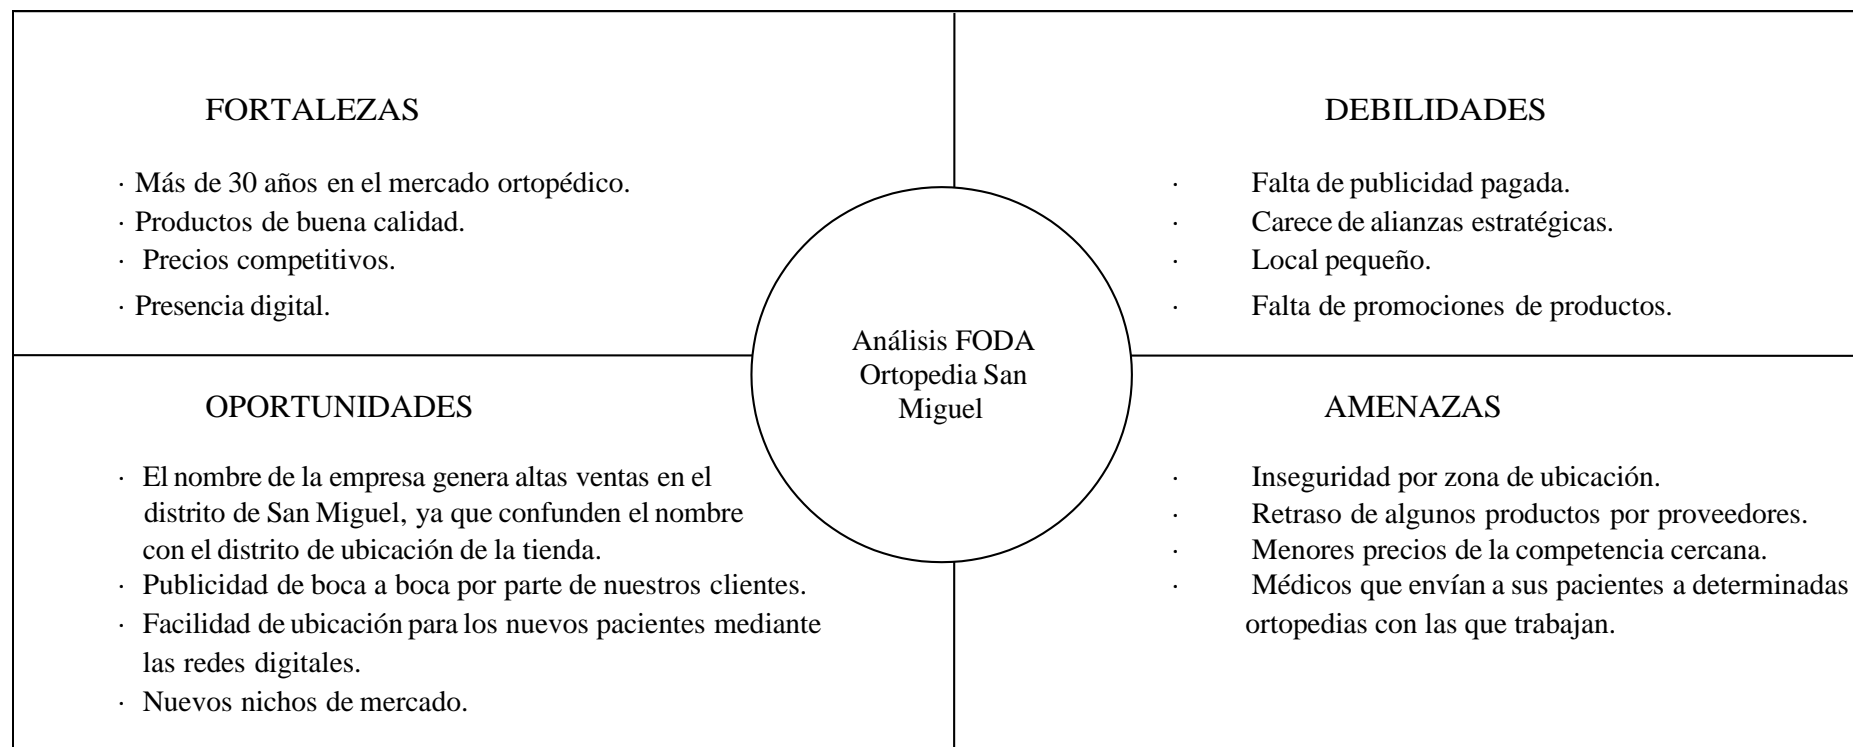 FORTALEZAS
· Más de 30 años en el mercado ortopédico.
· Productos de buena calidad.
· Precios competitivos.
· Presencia digital.
DEBILIDADES
· Falta de publicidad pagada.
· Carece de alianzas estratégicas.
· Local pequeño.
· Falta de promociones de productos.
Análisis FODA
Ortopedia San
Miguel
OPORTUNIDADES
· El nombre de la empresa genera altas ventas en el
distrito de San Miguel, ya que confunden el nombre
con el distrito de ubicación de la tienda.
· Publicidad de boca a boca por parte de nuestros clientes.
· Facilidad de ubicación para los nuevos pacientes mediante
las redes digitales.
· Nuevos nichos de mercado.
AMENAZAS
· Inseguridad por zona de ubicación.
· Retraso de algunos productos por proveedores.
· Menores precios de la competencia cercana.
· Médicos que envían a sus pacientes a determinadas
ortopedias con las que trabajan.